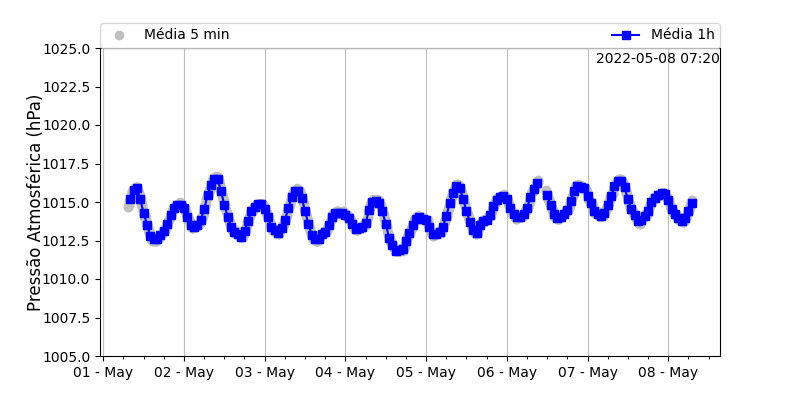 Média 5 min
Média 1h
2022-05-08 07:20
Pressão Atmosférica (hPa)
1025.0
1022.5
1020.0
1017.5
1015.0
1012.5
1010.0
1007.5
1005.0
01 - May
02 - May
03 - May
04 - May
05 - May
06 - May
07 - May
08 - May